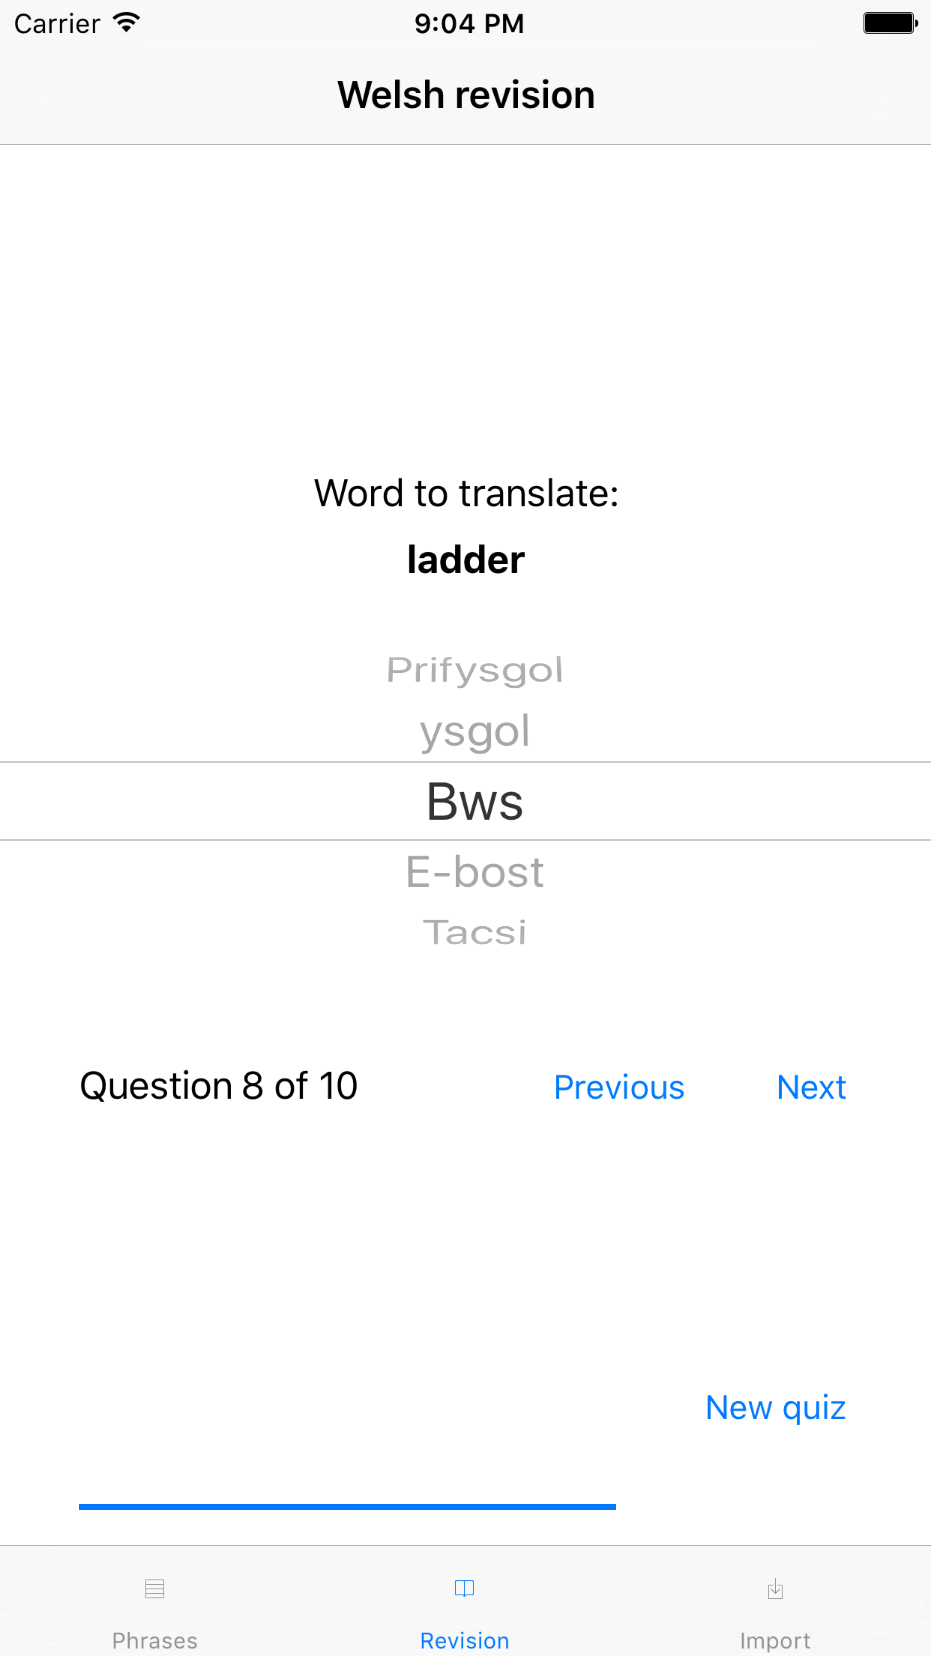 Carrier 9:04 PM
Welsh revision
Word to translate:
ladder
Prifysgol
ysgol
Bws
E-bost
Tacsi
Question 8 of 10 Previous Next
New quiz
Phrases Revision Import